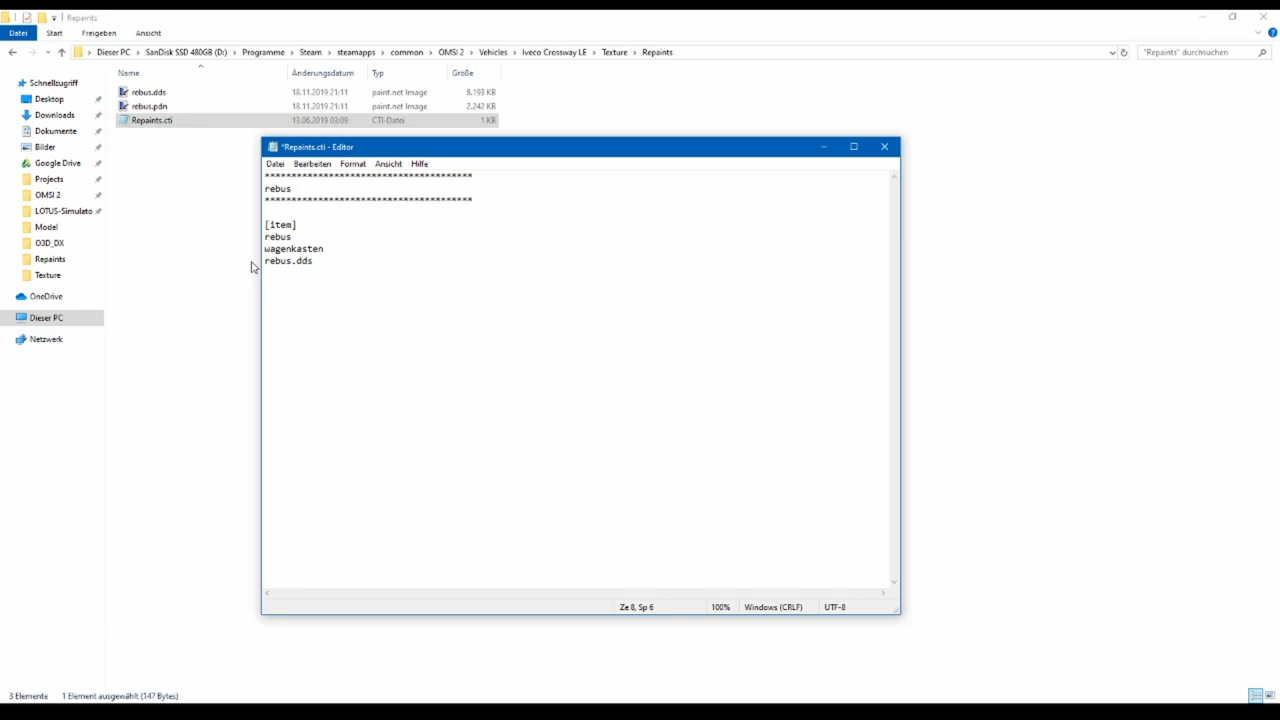 Repaints
Datei Start Freigeben Ansicht
Dieser PC › SanDisk SSD 480GB (D:) › Programme › Steam › steamapps › common › OMSI 2 › Vehicles › Iveco Crossway LE › Texture › Repaints
"Repaints" durchsuchen
Name Änderungsdatum Typ Größe
rebus.dds 18.11.2019 21:11 paint.net Image 8.193 KB
rebus.pdn 18.11.2019 21:11 paint.net Image 2.242 KB
Repaints.cti 13.06.2019 03:09 CTI-Datei 1 KB
Schnellzugriff
Desktop
Downloads
Dokumente
Bilder
Google Drive
Projects
OMSI 2
LOTUS-Simulato
Model
O3D_DX
Repaints
Texture
OneDrive
Dieser PC
Netzwerk
*Repaints.cti - Editor
Datei Bearbeiten Format Ansicht Hilfe
***************************************
rebus
***************************************
[item]
rebus
wagenkasten
rebus.dds
Ze 8, Sp 6 100% Windows (CRLF) UTF-8
3 Elemente 1 Element ausgewählt (147 Bytes)